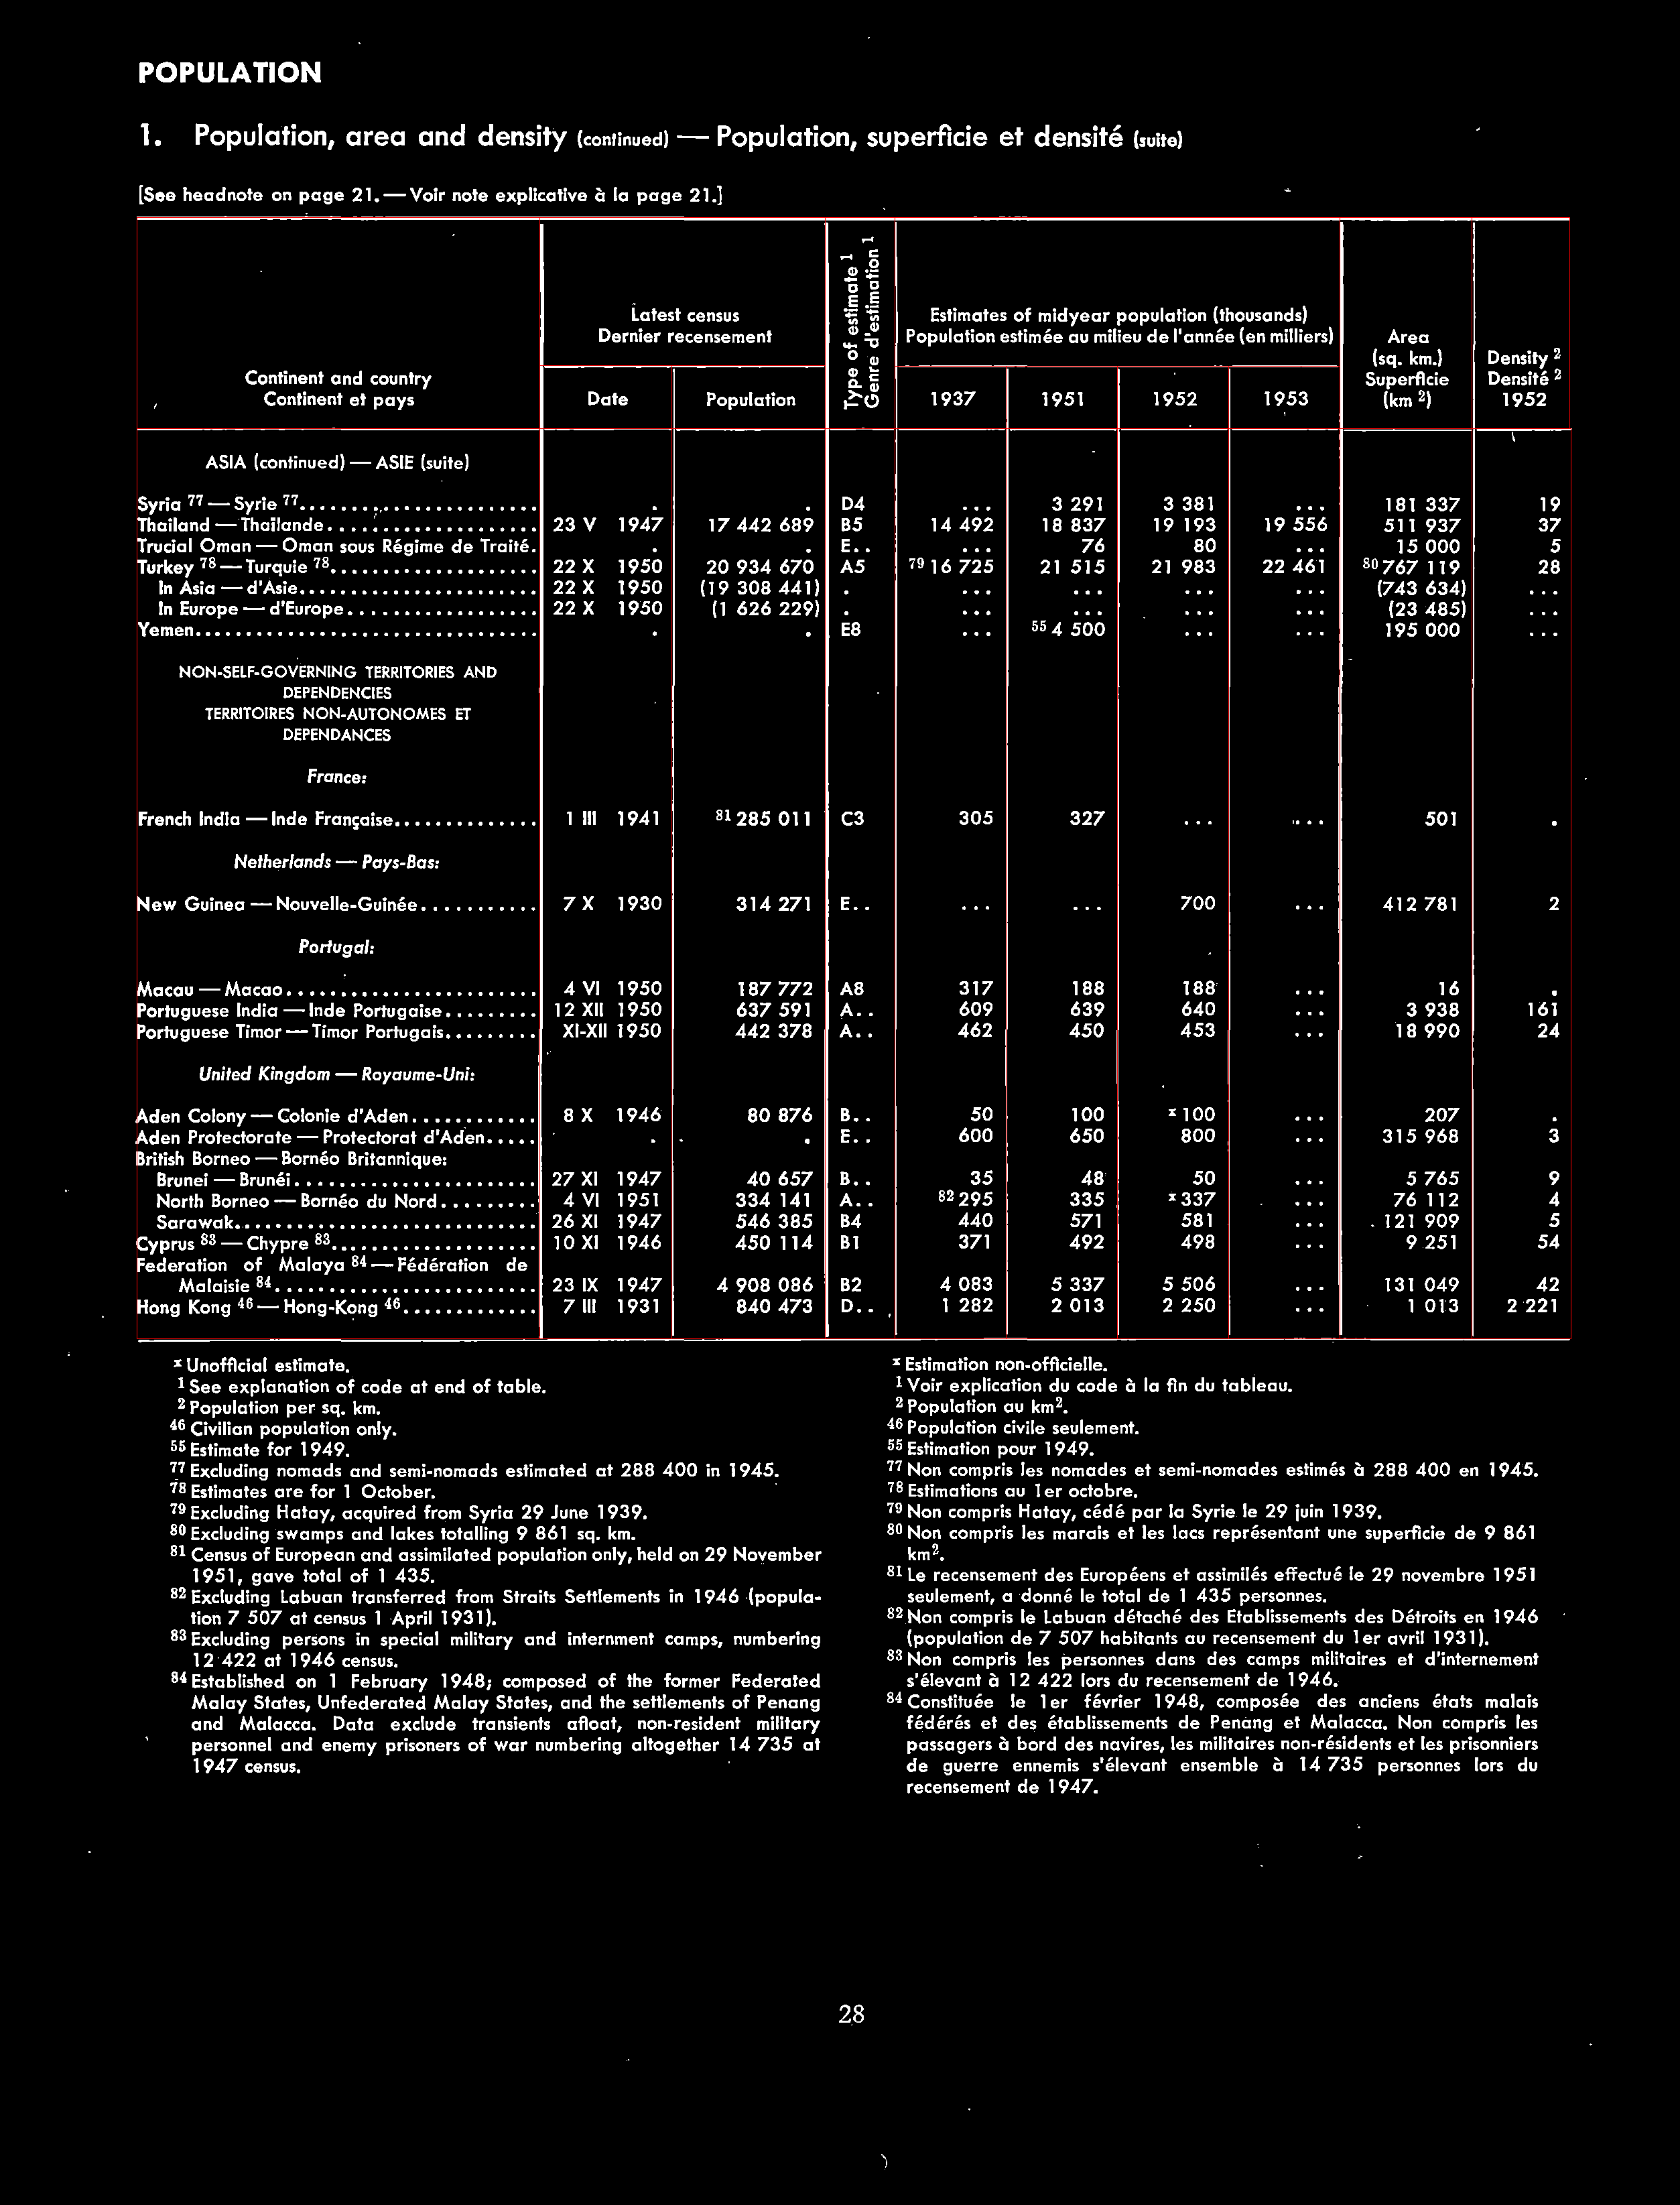 POPULATION
1. Population, area and density (continued) — Population, superficie et densité (suite)
[See headnote on page 21.—Voir note explicative à la page 21.]
Continent and country
Continent et pays
Latest census
Dernier recensement
Date
Population
Type of estimate 1
Genre d'estimation 1
Estimates of midyear population (thousands)
Population estimée au milieu de l'année (en milliers)
1937 1951 1952 1953
Area
(sq. km.)
Superficie
(km 2)
Density 2
Densité 2
1952
ASIA (continued) — ASIE (suite)
Syria 77 — Syrie 77 . . D4 ... 3 291 3 381 ... 181 337 19
Thailand — Thaïlande 23 V 1947 17 442 689 B5 14 492 18 837 19 193 19 556 511 937 37
Trucial Oman — Oman sous Régime de Traité. . . E.. ... 76 80 ... 15 000 5
Turkey 78 — Turquie 78 22 X 1950 20 934 670 A5 79 16 725 21 515 21 983 22 461 80 767 119 28
In Asia — d'Asie 22 X 1950 (19 308 441) . ... ... ... ... (743 634) ...
In Europe — d'Europe 22 X 1950 (1 626 229) . ... ... ... ... (23 485) ...
Yemen . . E8 ... 55 4 500 ... ... 195 000 ...
NON-SELF-GOVERNING TERRITORIES AND
DEPENDENCIES
TERRITOIRES NON-AUTONOMES ET
DEPENDANCES
France:
French India — Inde Française 1 III 1941 81 285 011 C3 305 327 ... ... 501 .
Netherlands — Pays-Bas:
New Guinea — Nouvelle-Guinée 7 X 1930 314 271 E.. ... ... 700 ... 412 781 2
Portugal:
Macau — Macao 4 VI 1950 187 772 A8 317 188 188 ... 16 .
Portuguese India — Inde Portugaise 12 XII 1950 637 591 A.. 609 639 640 ... 3 938 161
Portuguese Timor — Timor Portugais XI-XII 1950 442 378 A.. 462 450 453 ... 18 990 24
United Kingdom — Royaume-Uni:
Aden Colony — Colonie d'Aden 8 X 1946 80 876 B.. 50 100 x 100 ... 207 .
Aden Protectorate — Protectorat d'Aden . . E.. 600 650 800 ... 315 968 3
British Borneo — Bornéo Britannique:
Brunei — Brunéi 27 XI 1947 40 657 B.. 35 48 50 ... 5 765 9
North Borneo — Bornéo du Nord 4 VI 1951 334 141 A.. 82 295 335 x 337 ... 76 112 4
Sarawak 26 XI 1947 546 385 B4 440 571 581 ... 121 909 5
Cyprus 83 — Chypre 83 10 XI 1946 450 114 B1 371 492 498 ... 9 251 54
Federation of Malaya 84 — Fédération de
Malaisie 84 23 IX 1947 4 908 086 B2 4 083 5 337 5 506 ... 131 049 42
Hong Kong 46 — Hong-Kong 46 7 III 1931 840 473 D.. 1 282 2 013 2 250 ... 1 013 2 221
x Unofficial estimate.
1 See explanation of code at end of table.
2 Population per sq. km.
46 Civilian population only.
55 Estimate for 1949.
77 Excluding nomads and semi-nomads estimated at 288 400 in 1945.
78 Estimates are for 1 October.
79 Excluding Hatay, acquired from Syria 29 June 1939.
80 Excluding swamps and lakes totalling 9 861 sq. km.
81 Census of European and assimilated population only, held on 29 November
1951, gave total of 1 435.
82 Excluding Labuan transferred from Straits Settlements in 1946 (popula-
tion 7 507 at census 1 April 1931).
83 Excluding persons in special military and internment camps, numbering
12 422 at 1946 census.
84 Established on 1 February 1948; composed of the former Federated
Malay States, Unfederated Malay States, and the settlements of Penang
and Malacca. Data exclude transients afloat, non-resident military
personnel and enemy prisoners of war numbering altogether 14 735 at
1947 census.
x Estimation non-officielle.
1 Voir explication du code à la fin du tableau.
2 Population au km2.
46 Population civile seulement.
55 Estimation pour 1949.
77 Non compris les nomades et semi-nomades estimés à 288 400 en 1945.
78 Estimations au 1er octobre.
79 Non compris Hatay, cédé par la Syrie le 29 juin 1939.
80 Non compris les marais et les lacs représentant une superficie de 9 861
km2.
81 Le recensement des Européens et assimilés effectué le 29 novembre 1951
seulement, a donné le total de 1 435 personnes.
82 Non compris le Labuan détaché des Etablissements des Détroits en 1946
(population de 7 507 habitants au recensement du 1er avril 1931).
83 Non compris les personnes dans des camps militaires et d'internement
s'élevant à 12 422 lors du recensement de 1946.
84 Constituée le 1er février 1948, composée des anciens états malais
fédérés et des établissements de Penang et Malacca. Non compris les
passagers à bord des navires, les militaires non-résidents et les prisonniers
de guerre ennemis s'élevant ensemble à 14 735 personnes lors du
recensement de 1947.
28